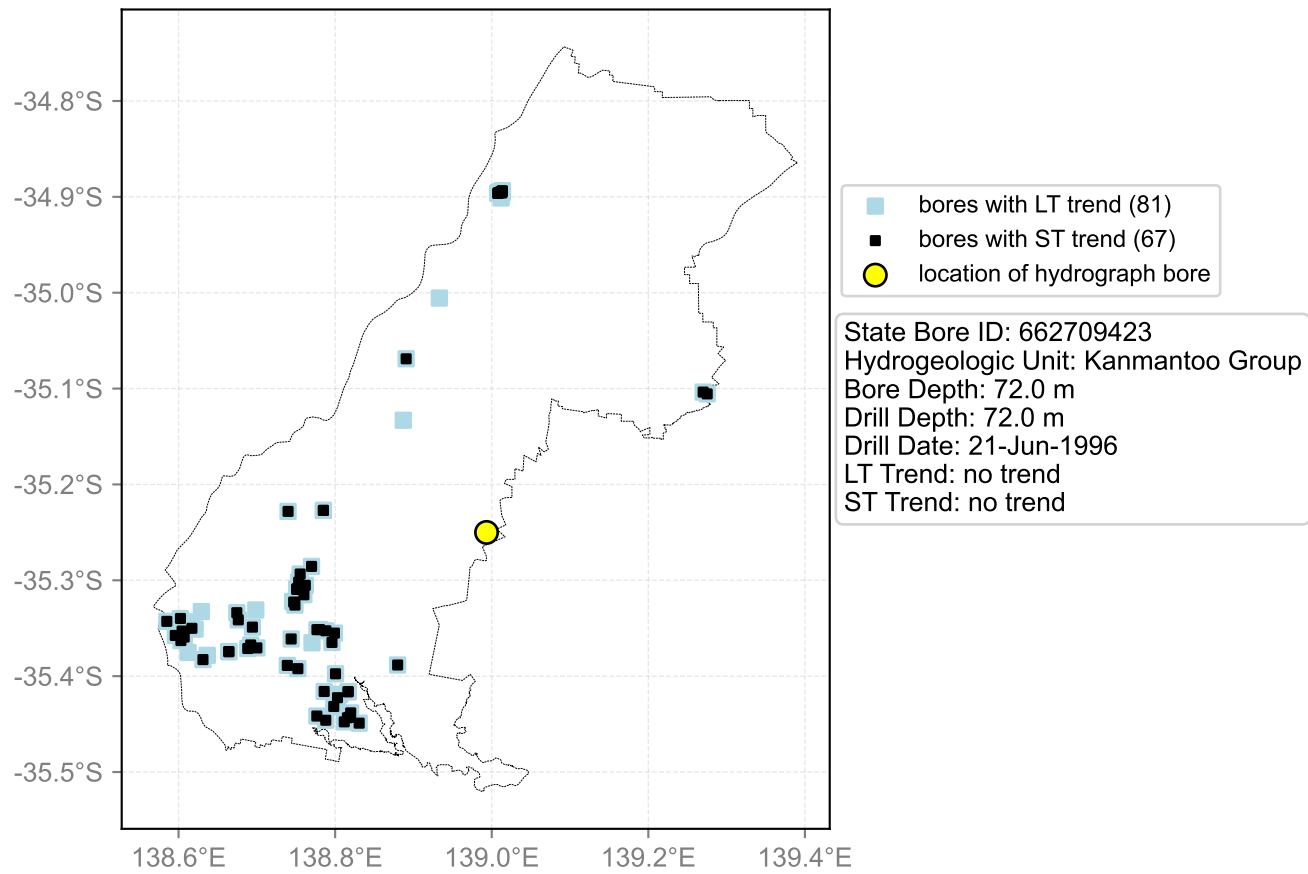 -34.8°S
-34.9°S
-35.0°S
-35.1°S
-35.2°S
-35.3°S
-35.4°S
-35.5°S
138.6°E
138.8°E
139.0°E
139.2°E
139.4°E
bores with LT trend (81)
bores with ST trend (67)
location of hydrograph bore
State Bore ID: 662709423
Hydrogeologic Unit: Kanmantoo Group
Bore Depth: 72.0 m
Drill Depth: 72.0 m
Drill Date: 21-Jun-1996
LT Trend: no trend
ST Trend: no trend